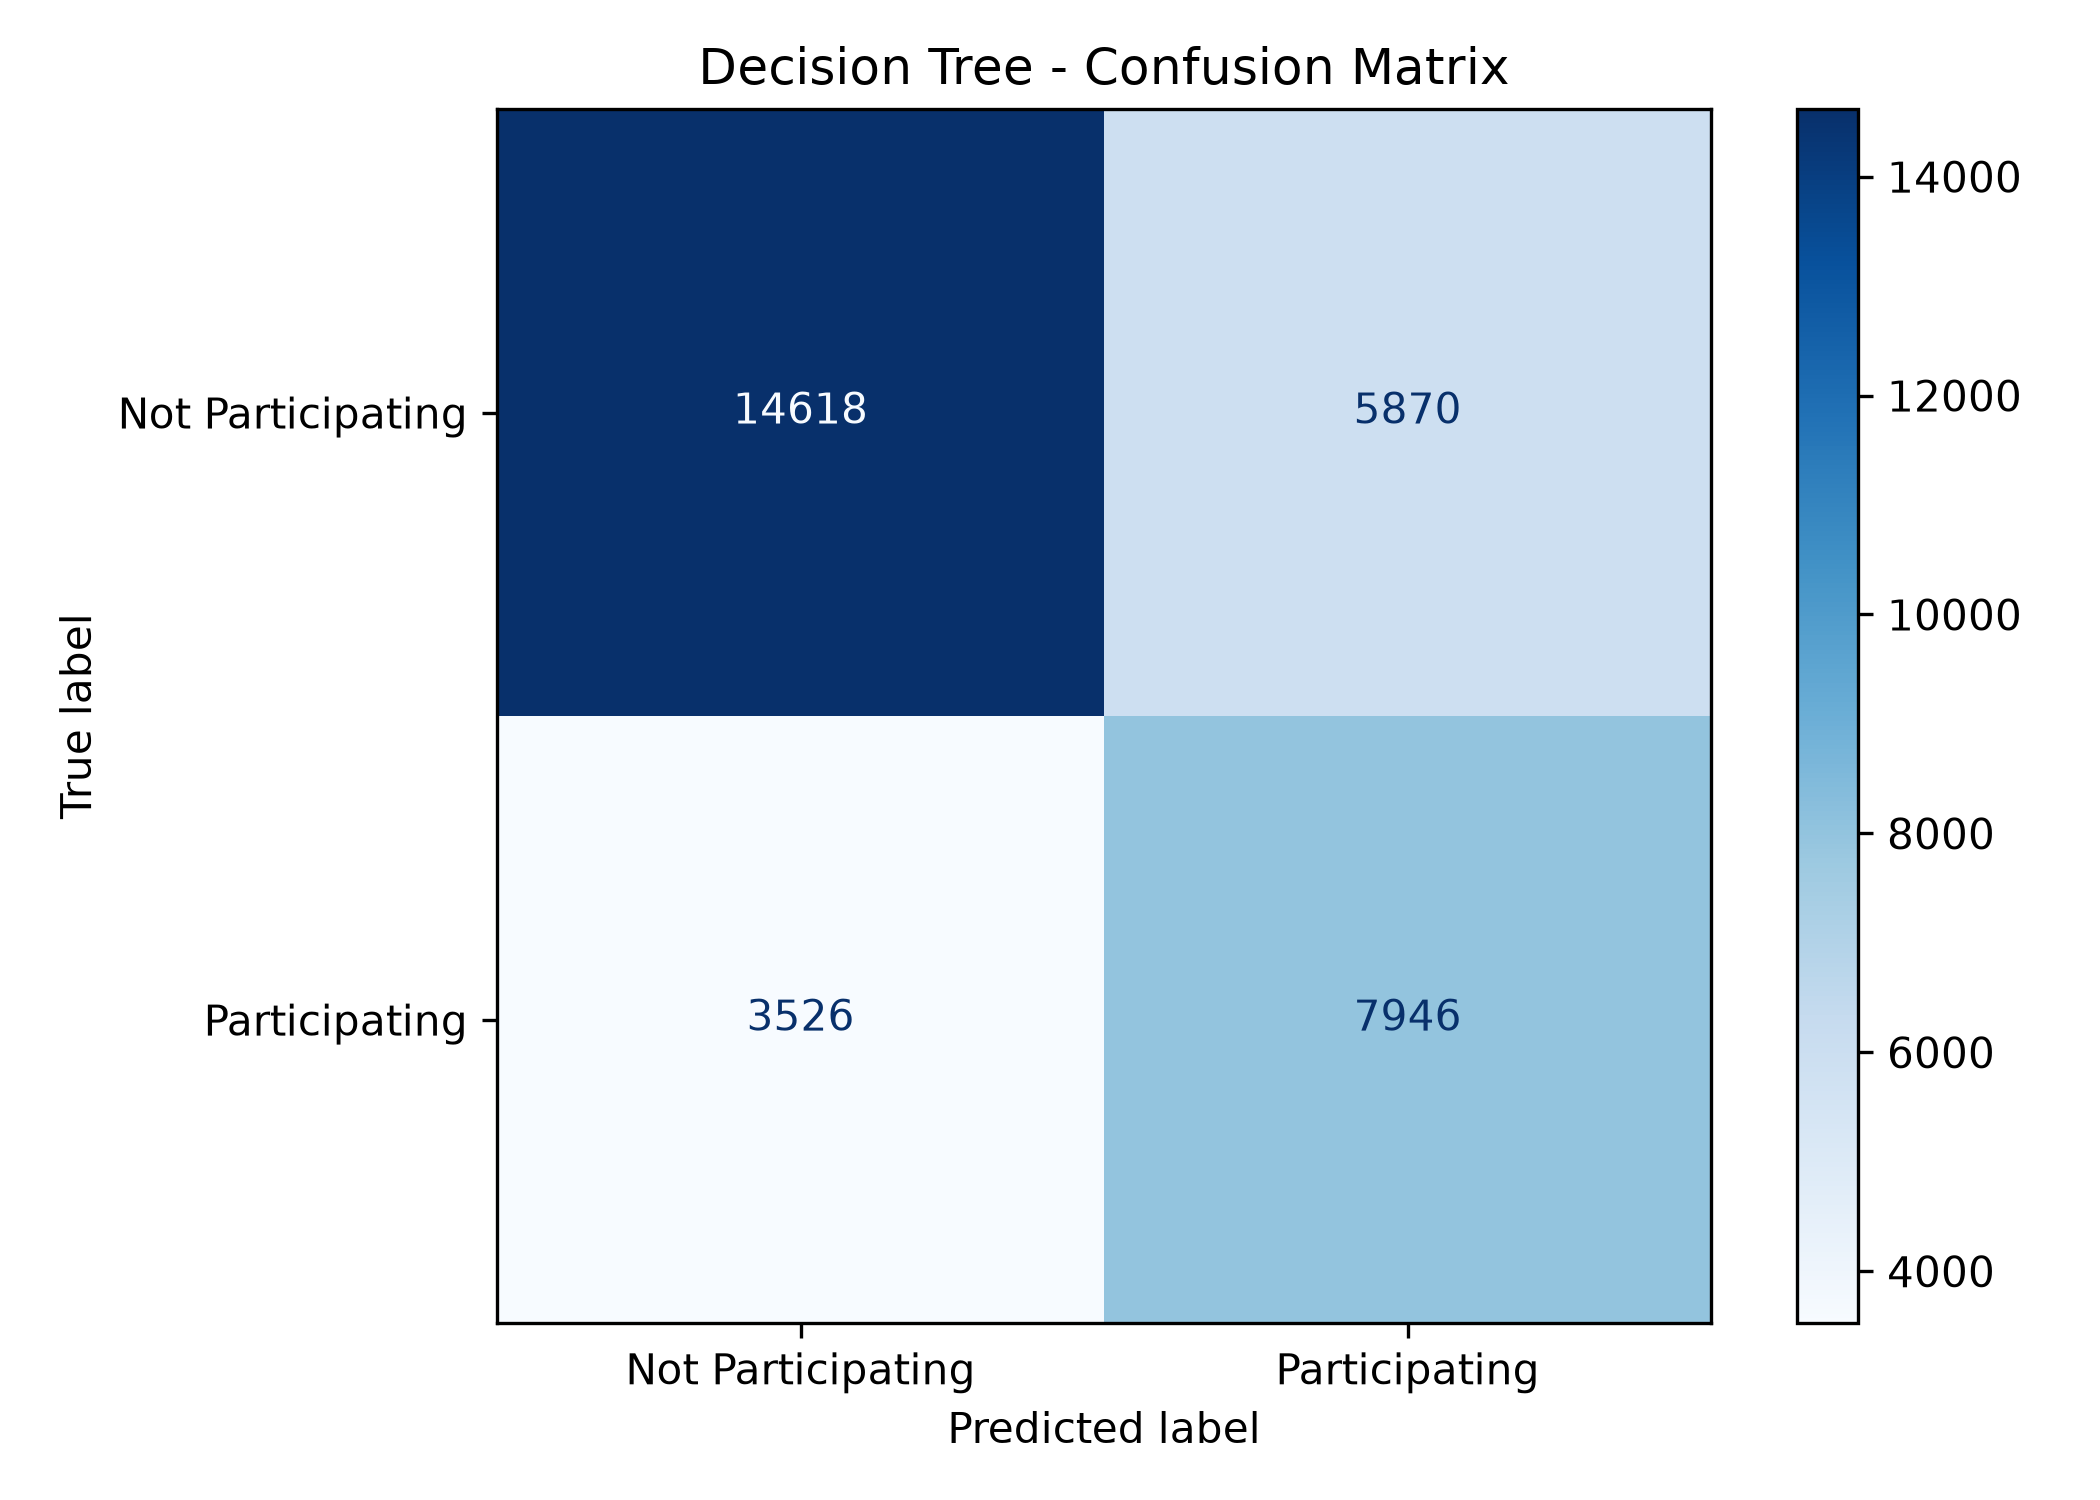 Decision Tree - Confusion Matrix
14000
12000
10000
8000
6000
4000
True label
Not Participating
14618
5870
Participating
3526
7946
Not Participating
Participating
Predicted label